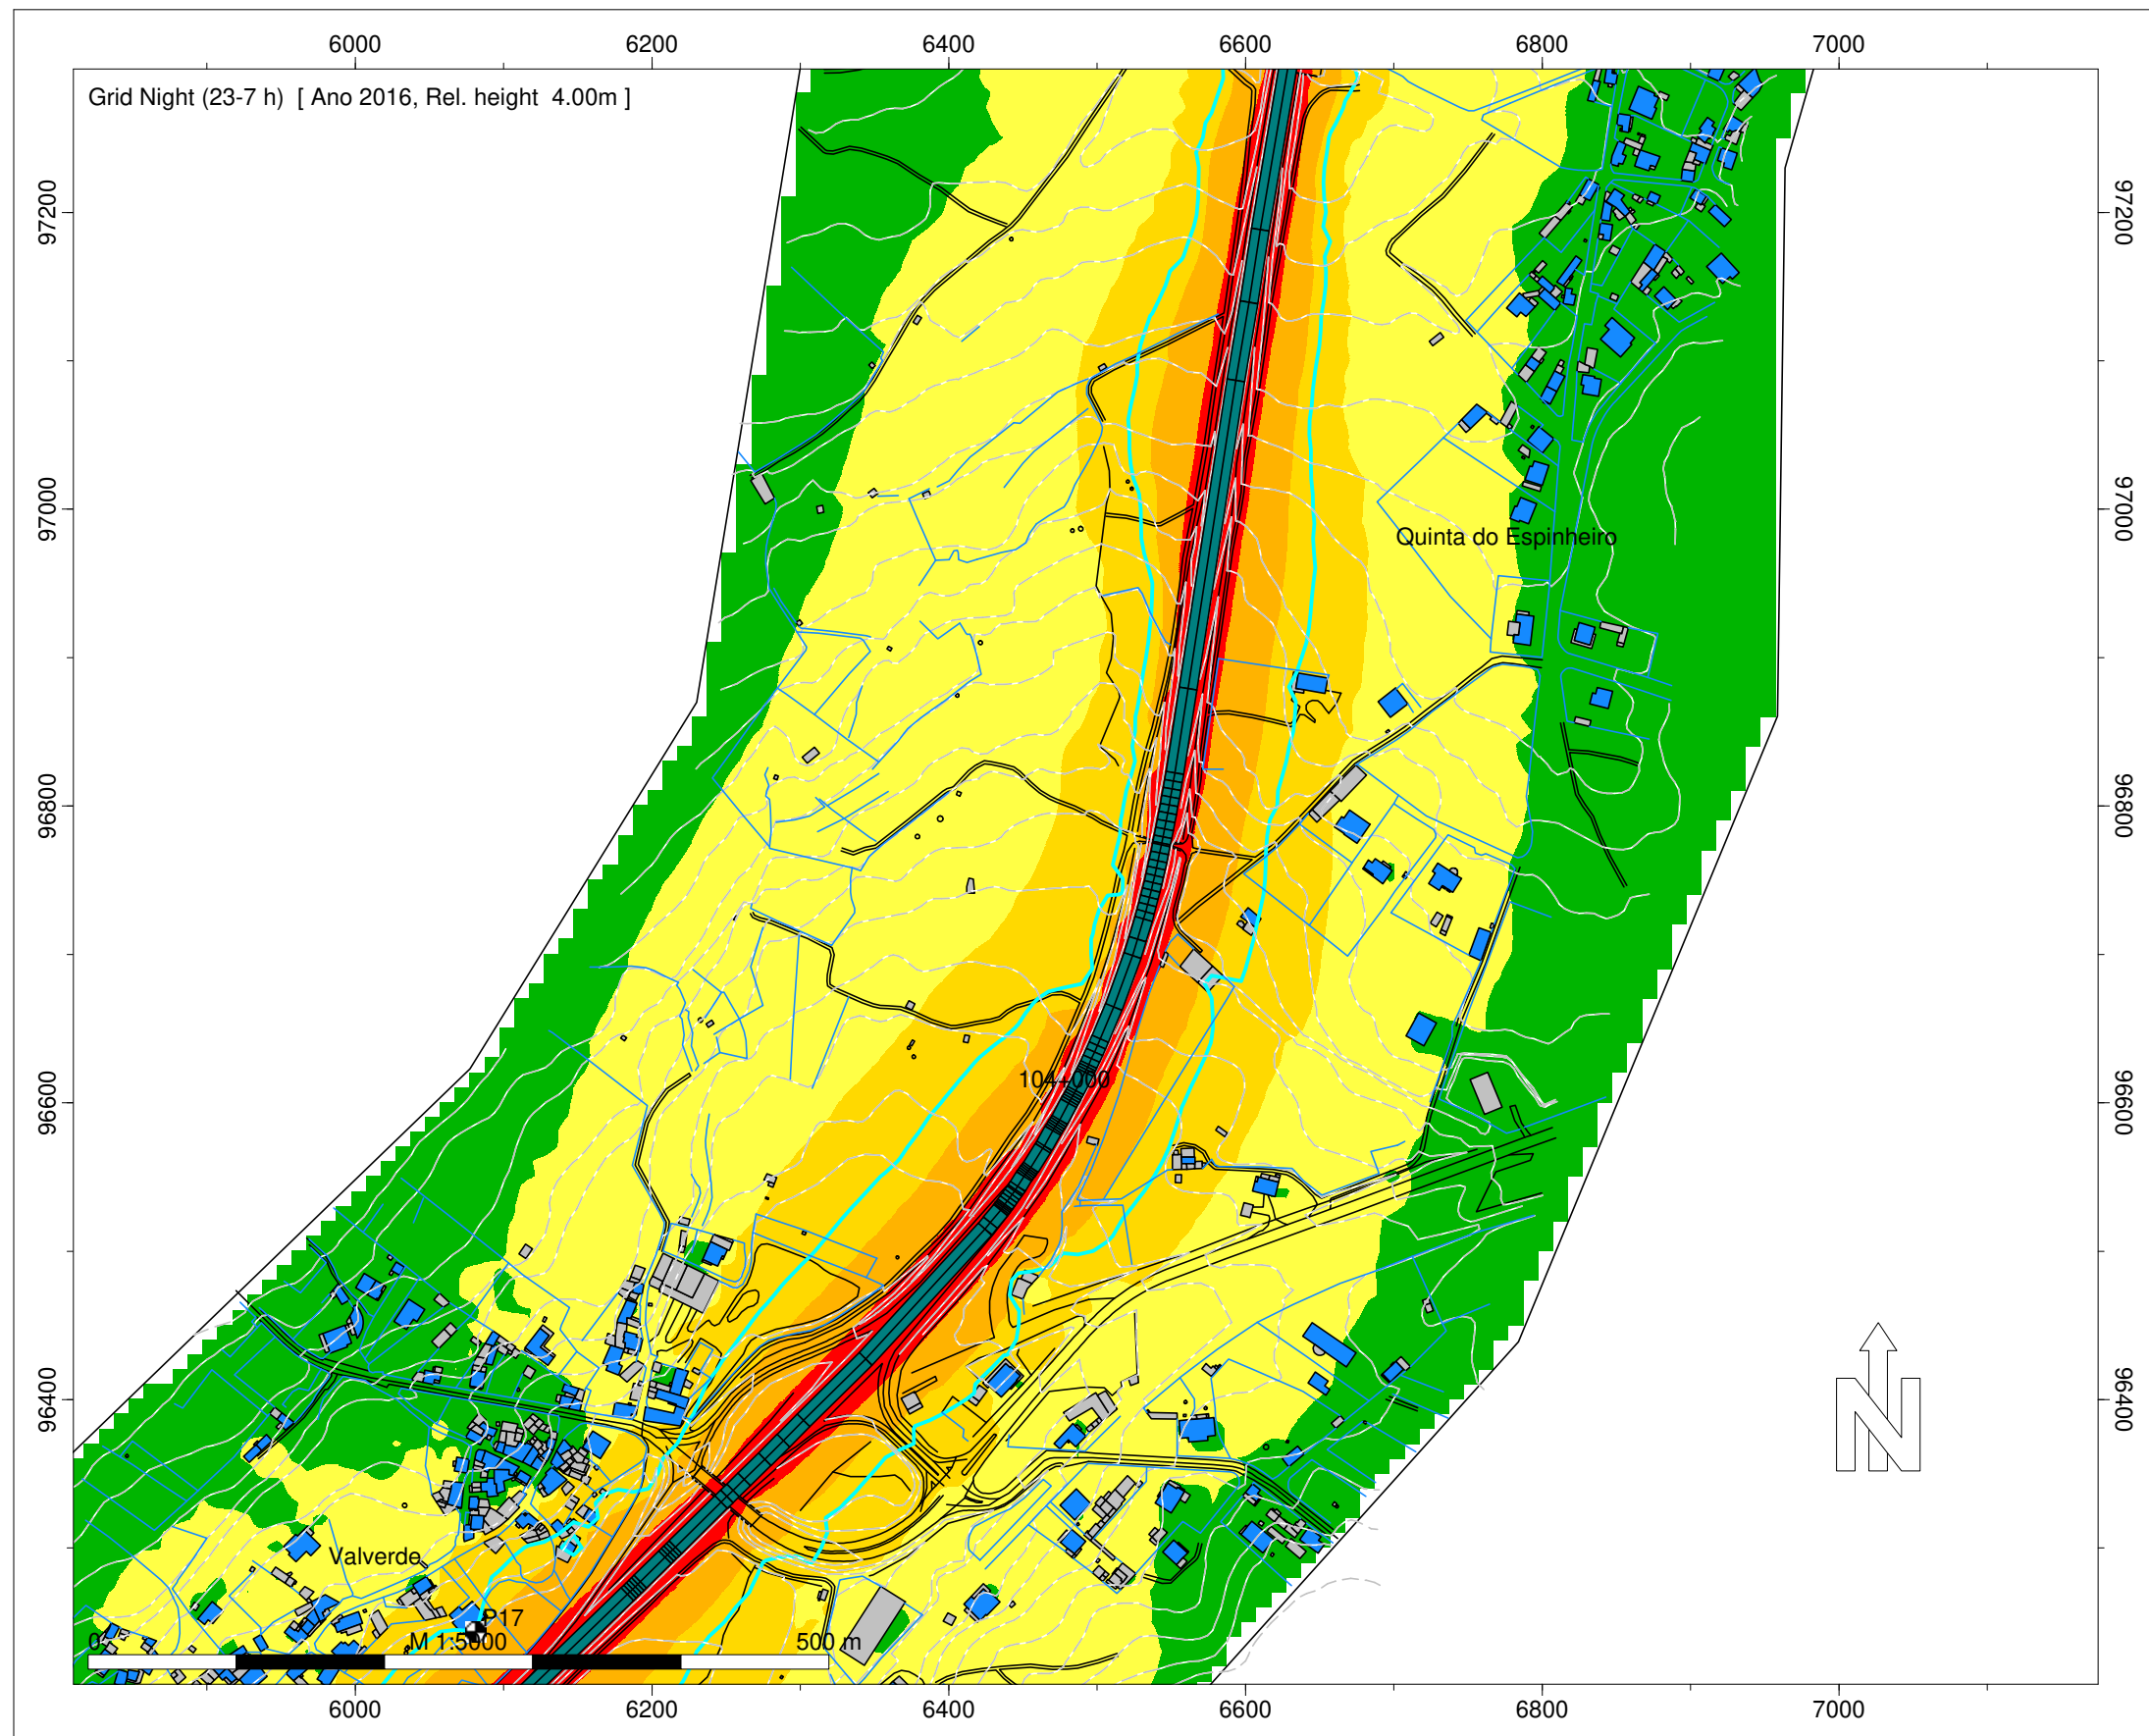 6000 6200 6400 6600 6800 7000
Grid Night (23-7 h) [ Ano 2016, Rel. height 4.00m ]
97200 97200
97000 97000
Quinta do Espinheiro
96800 96800
104+000
96600 96600
96400 96400
N
Valverde
P17
0 M 1:5000 500 m
6000 6200 6400 6600 6800 7000